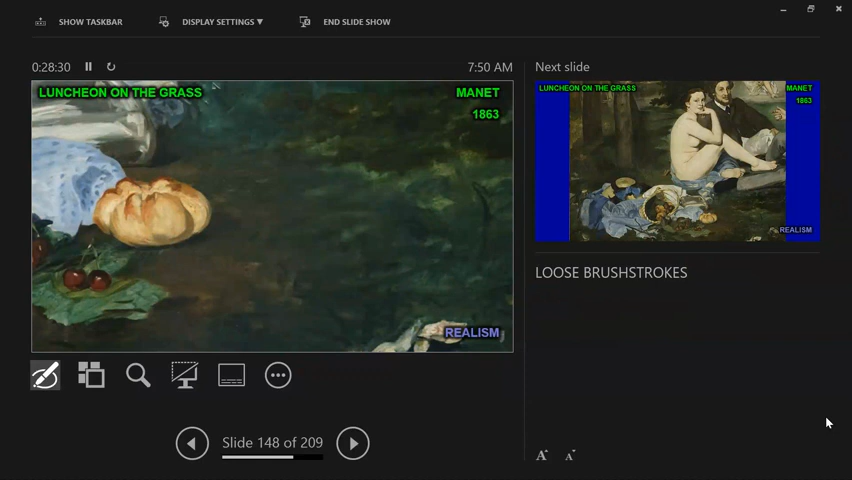 SHOW TASKBAR
DISPLAY SETTINGS ▼
END SLIDE SHOW
0:28:30
7:50 AM
LUNCHEON ON THE GRASS
MANET
1863
REALISM
Slide 148 of 209
Next slide
LUNCHEON ON THE GRASS
MANET
1863
REALISM
LOOSE BRUSHSTROKES
A
A